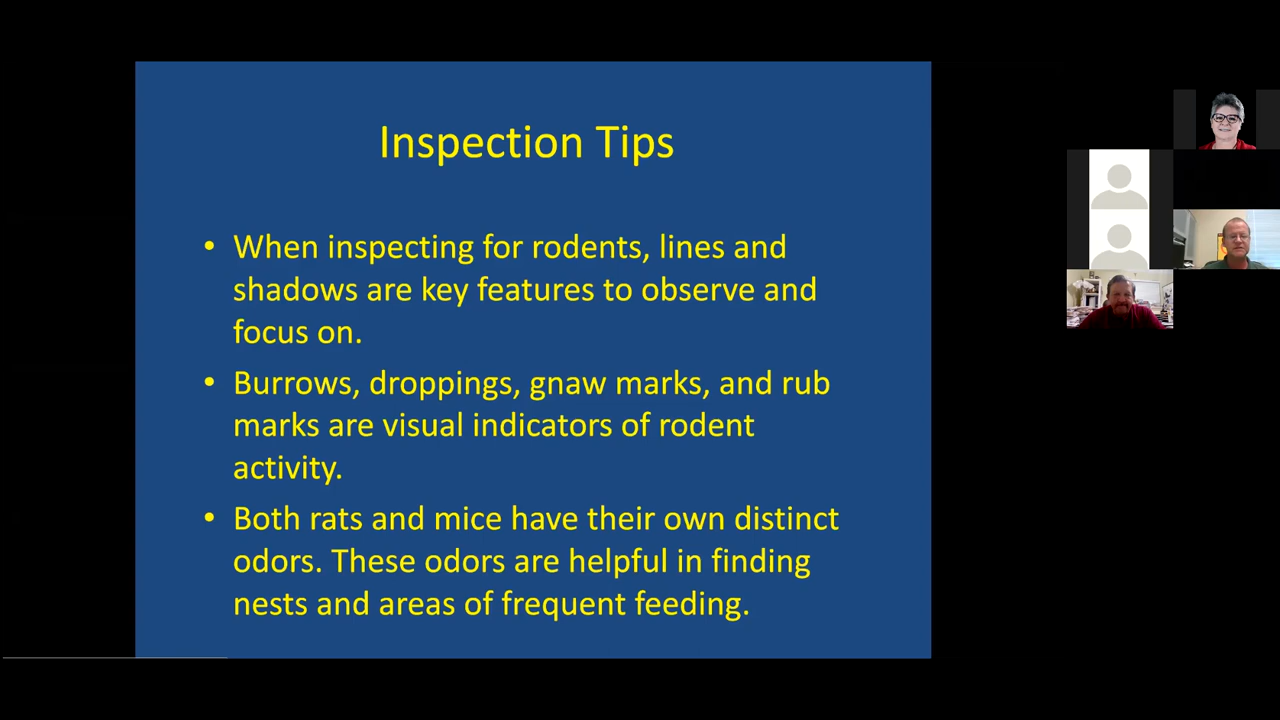 Inspection Tips
• When inspecting for rodents, lines and
shadows are key features to observe and
focus on.
• Burrows, droppings, gnaw marks, and rub
marks are visual indicators of rodent
activity.
• Both rats and mice have their own distinct
odors. These odors are helpful in finding
nests and areas of frequent feeding.